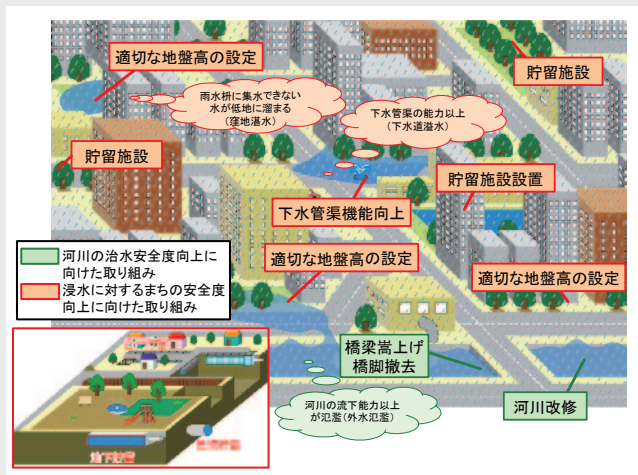 適切な地盤高の設定
貯留施設
雨水枡に集水できない
水が低地に溜まる
(窪地湛水)
下水管渠の能力以上
(下水道溢水)
貯留施設
貯留施設設置
下水管渠機能向上
河川の治水安全度向上に
向けた取り組み
浸水に対するまちの安全度
向上に向けた取り組み
適切な地盤高の設定
適切な地盤高の設定
橋梁嵩上げ
橋脚撤去
河川改修
河川の流下能力以上
が氾濫(外水氾濫)
地下貯留